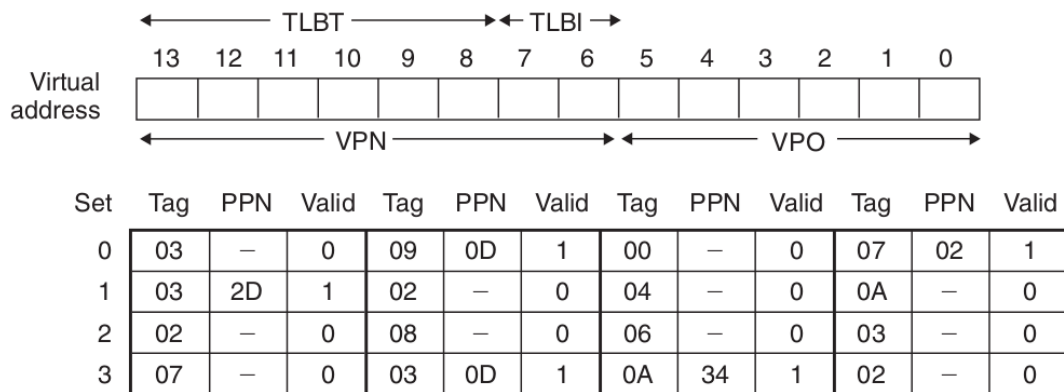 TLBT TLBI
13 12 11 10 9 8 7 6 5 4 3 2 1 0
Virtual
address
VPN VPO
Set Tag PPN Valid Tag PPN Valid Tag PPN Valid Tag PPN Valid
0 03 – 0 09 0D 1 00 – 0 07 02 1
1 03 2D 1 02 – 0 04 – 0 0A – 0
2 02 – 0 08 – 0 06 – 0 03 – 0
3 07 – 0 03 0D 1 0A 34 1 02 – 0